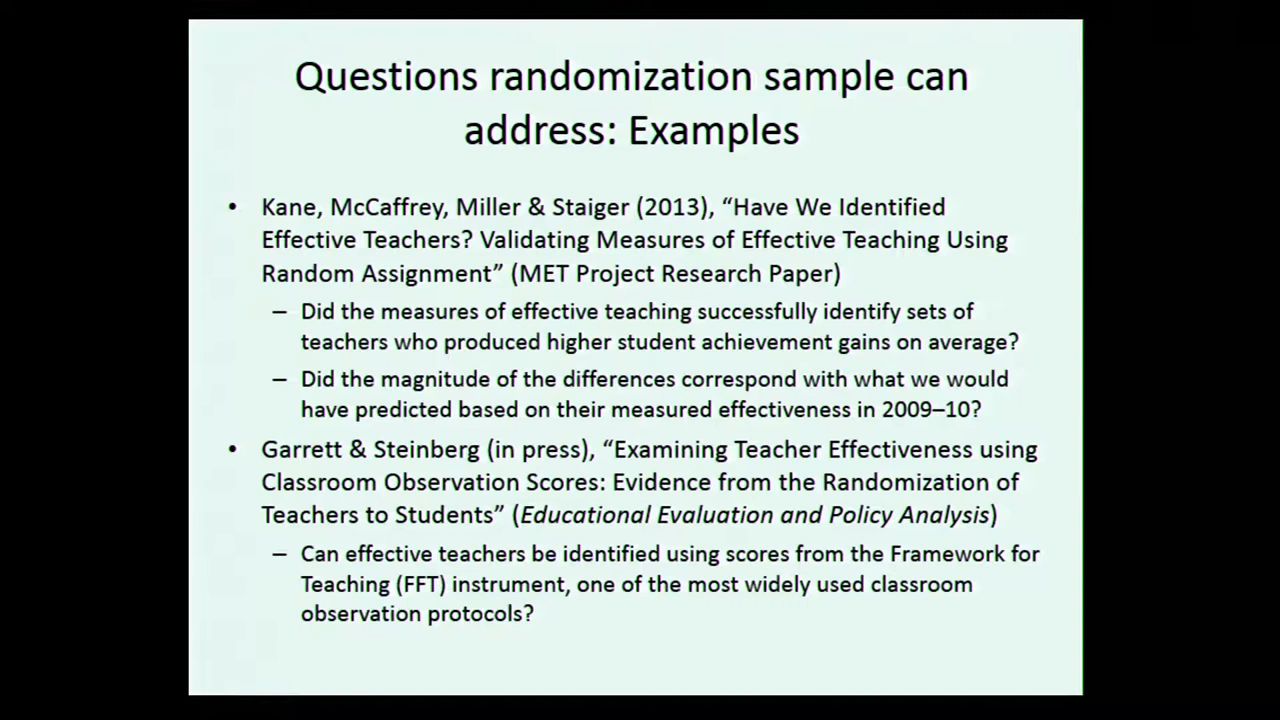 Questions randomization sample can
address: Examples
• Kane, McCaffrey, Miller & Staiger (2013), “Have We Identified
Effective Teachers? Validating Measures of Effective Teaching Using
Random Assignment” (MET Project Research Paper)
– Did the measures of effective teaching successfully identify sets of
teachers who produced higher student achievement gains on average?
– Did the magnitude of the differences correspond with what we would
have predicted based on their measured effectiveness in 2009–10?
• Garrett & Steinberg (in press), “Examining Teacher Effectiveness using
Classroom Observation Scores: Evidence from the Randomization of
Teachers to Students” (Educational Evaluation and Policy Analysis)
– Can effective teachers be identified using scores from the Framework for
Teaching (FFT) instrument, one of the most widely used classroom
observation protocols?